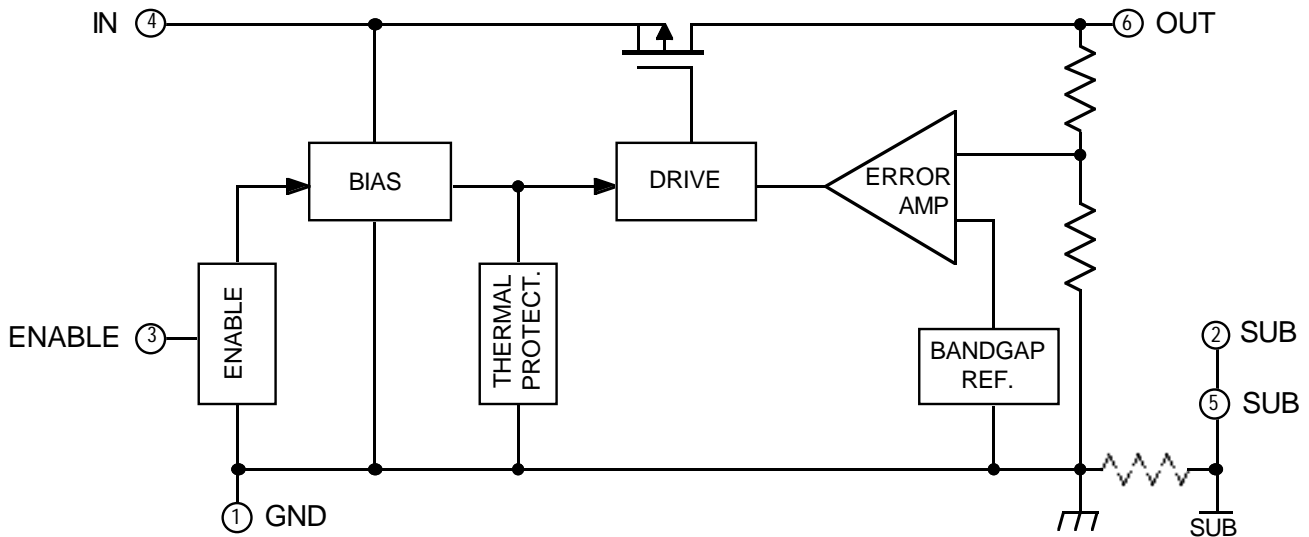 IN 4
6 OUT
BIAS
DRIVE
ERROR
AMP
ENABLE 3
ENABLE
THERMAL
PROTECT.
BANDGAP
REF.
2 SUB
5 SUB
1 GND
SUB